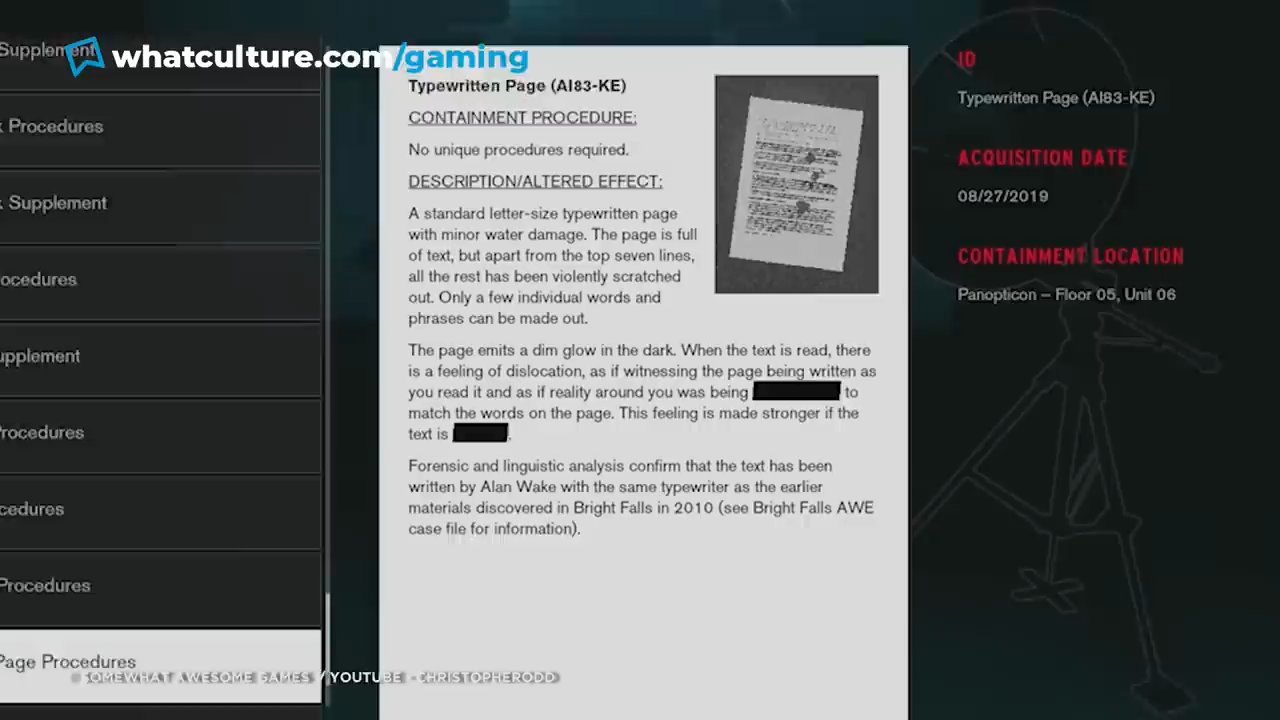 Supplement
whatculture.com/gaming
Procedures
Supplement
ocedures
upplement
Procedures
cedures
Procedures
Page Procedures
Typewritten Page (AI83-KE)
CONTAINMENT PROCEDURE:
No unique procedures required.
DESCRIPTION/ALTERED EFFECT:
A standard letter-size typewritten page
with minor water damage. The page is full
of text, but apart from the top seven lines,
all the rest has been violently scratched
out. Only a few individual words and
phrases can be made out.
The page emits a dim glow in the dark. When the text is read, there
is a feeling of dislocation, as if witnessing the page being written as
you read it and as if reality around you was being to
match the words on the page. This feeling is made stronger if the
text is .
Forensic and linguistic analysis confirm that the text has been
written by Alan Wake with the same typewriter as the earlier
materials discovered in Bright Falls in 2010 (see Bright Falls AWE
case file for information).
ID
Typewritten Page (AI83-KE)
ACQUISITION DATE
08/27/2019
CONTAINMENT LOCATION
Panopticon – Floor 05, Unit 06
© SOMEWHAT AWESOME GAMES / YOUTUBE - CHRISTOPHERODD